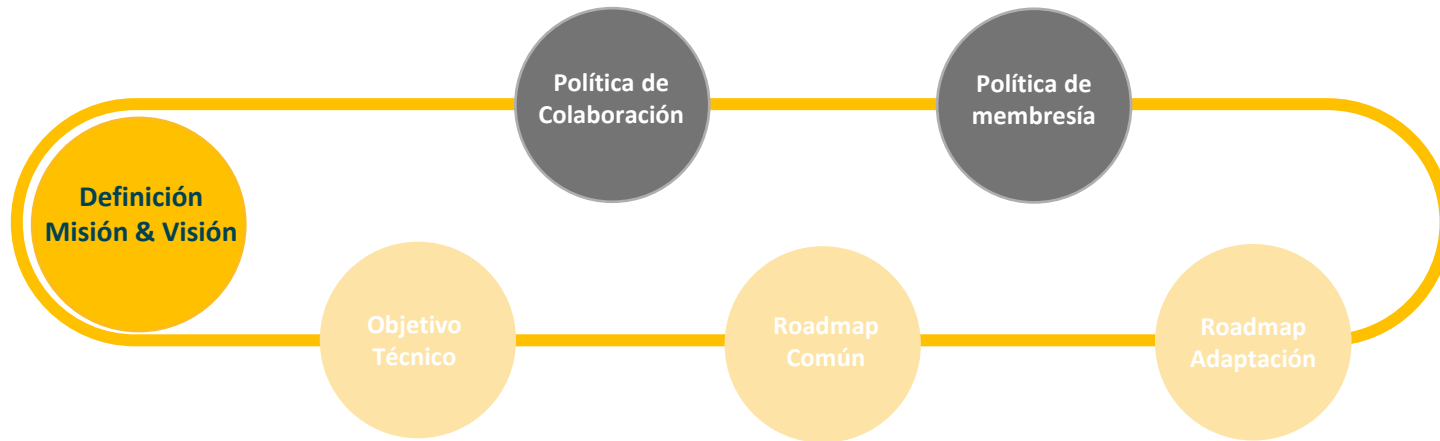 Política de
Colaboración
Política de
membresía
Definición
Misión & Visión
Objetivo
Técnico
Roadmap
Común
Roadmap
Adaptación